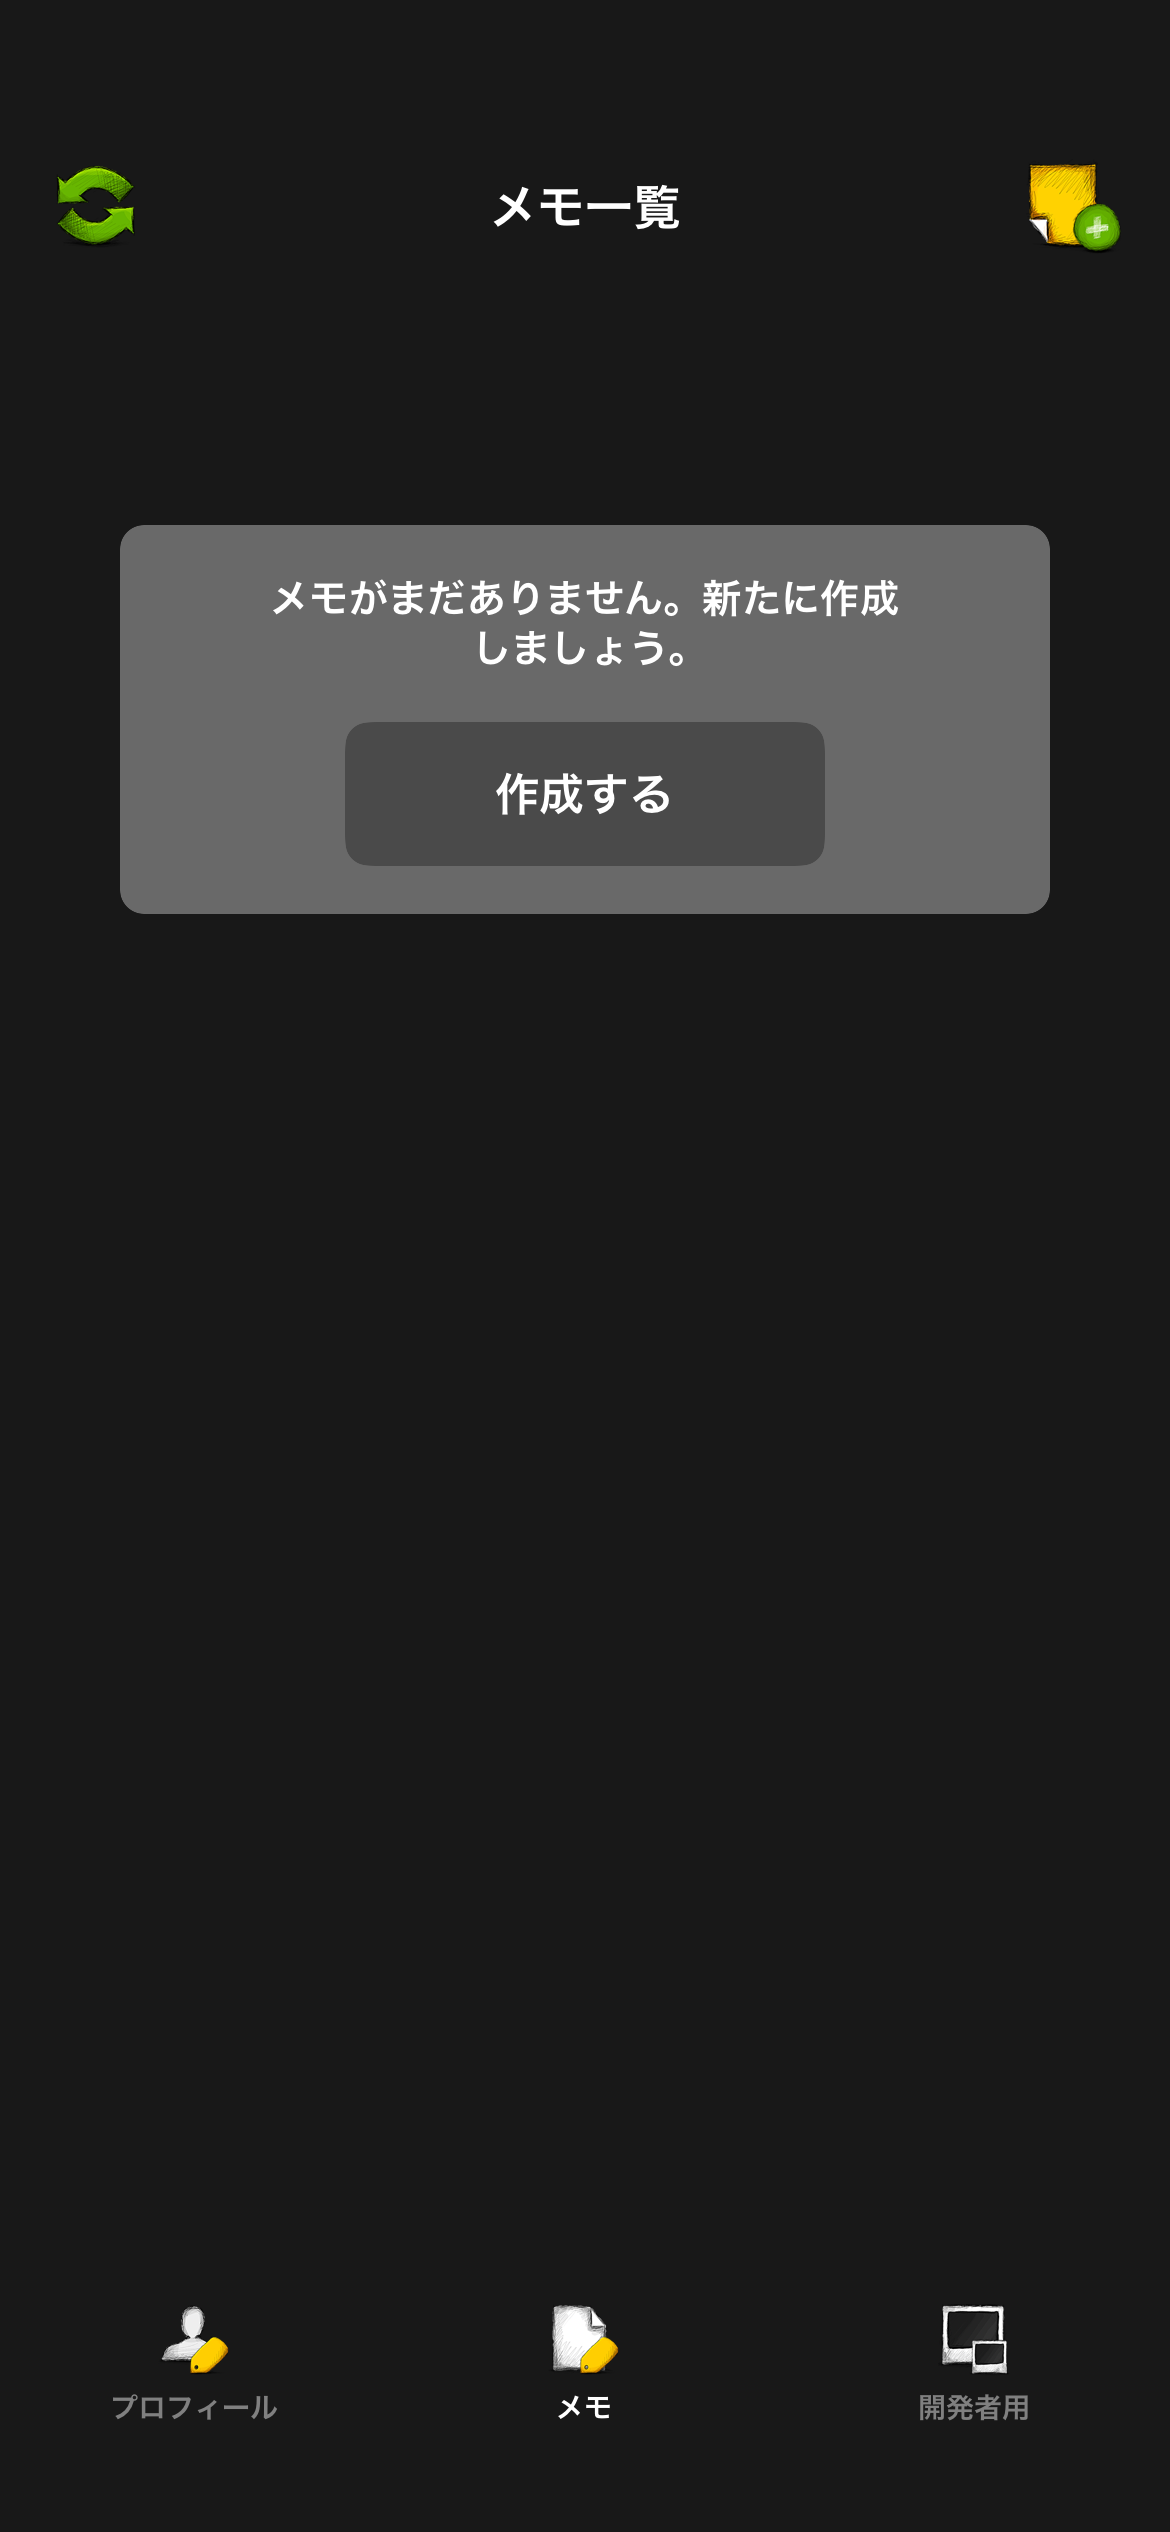 メモ一覧
メモがまだありません。新たに作成
しましょう。
作成する
プロフィール
メモ
開発者用